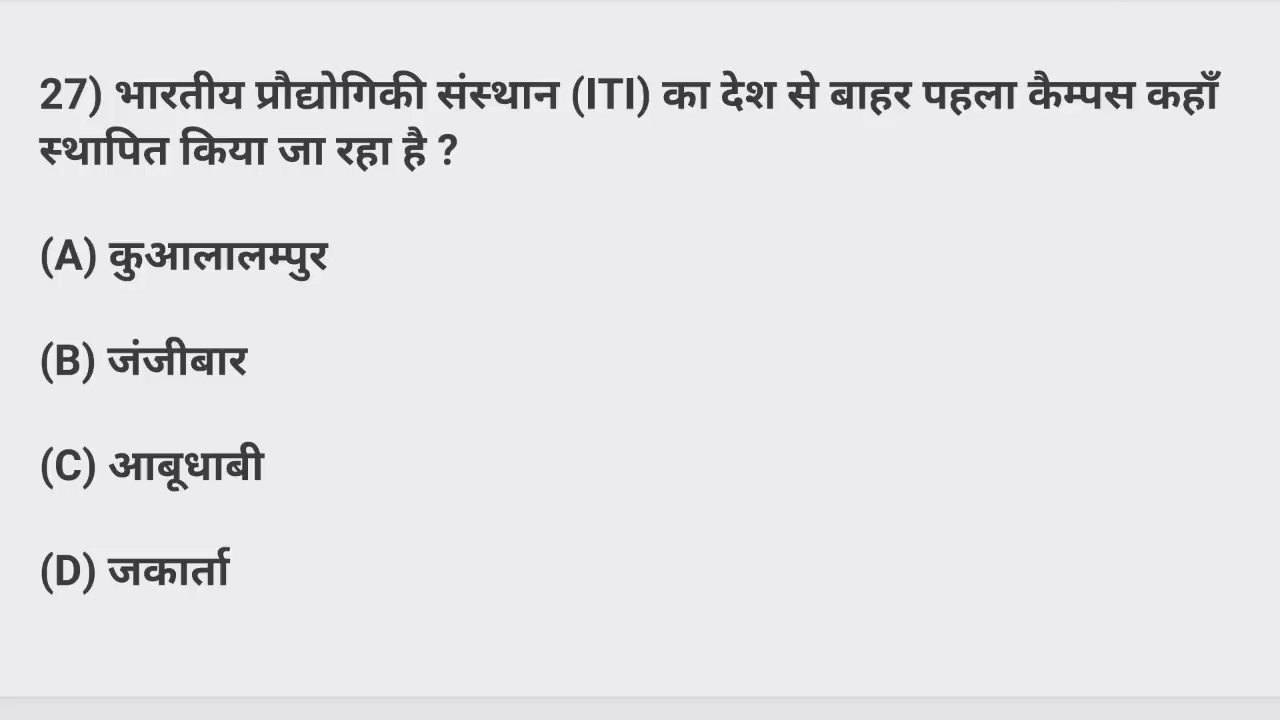 27) भारतीय प्रौद्योगिकी संस्थान (ITI) का देश से बाहर पहला कैम्पस कहाँ
स्थापित किया जा रहा है ?
(A) कुआलालम्पुर
(B) जंजीबार
(C) आबूधाबी
(D) जकार्ता